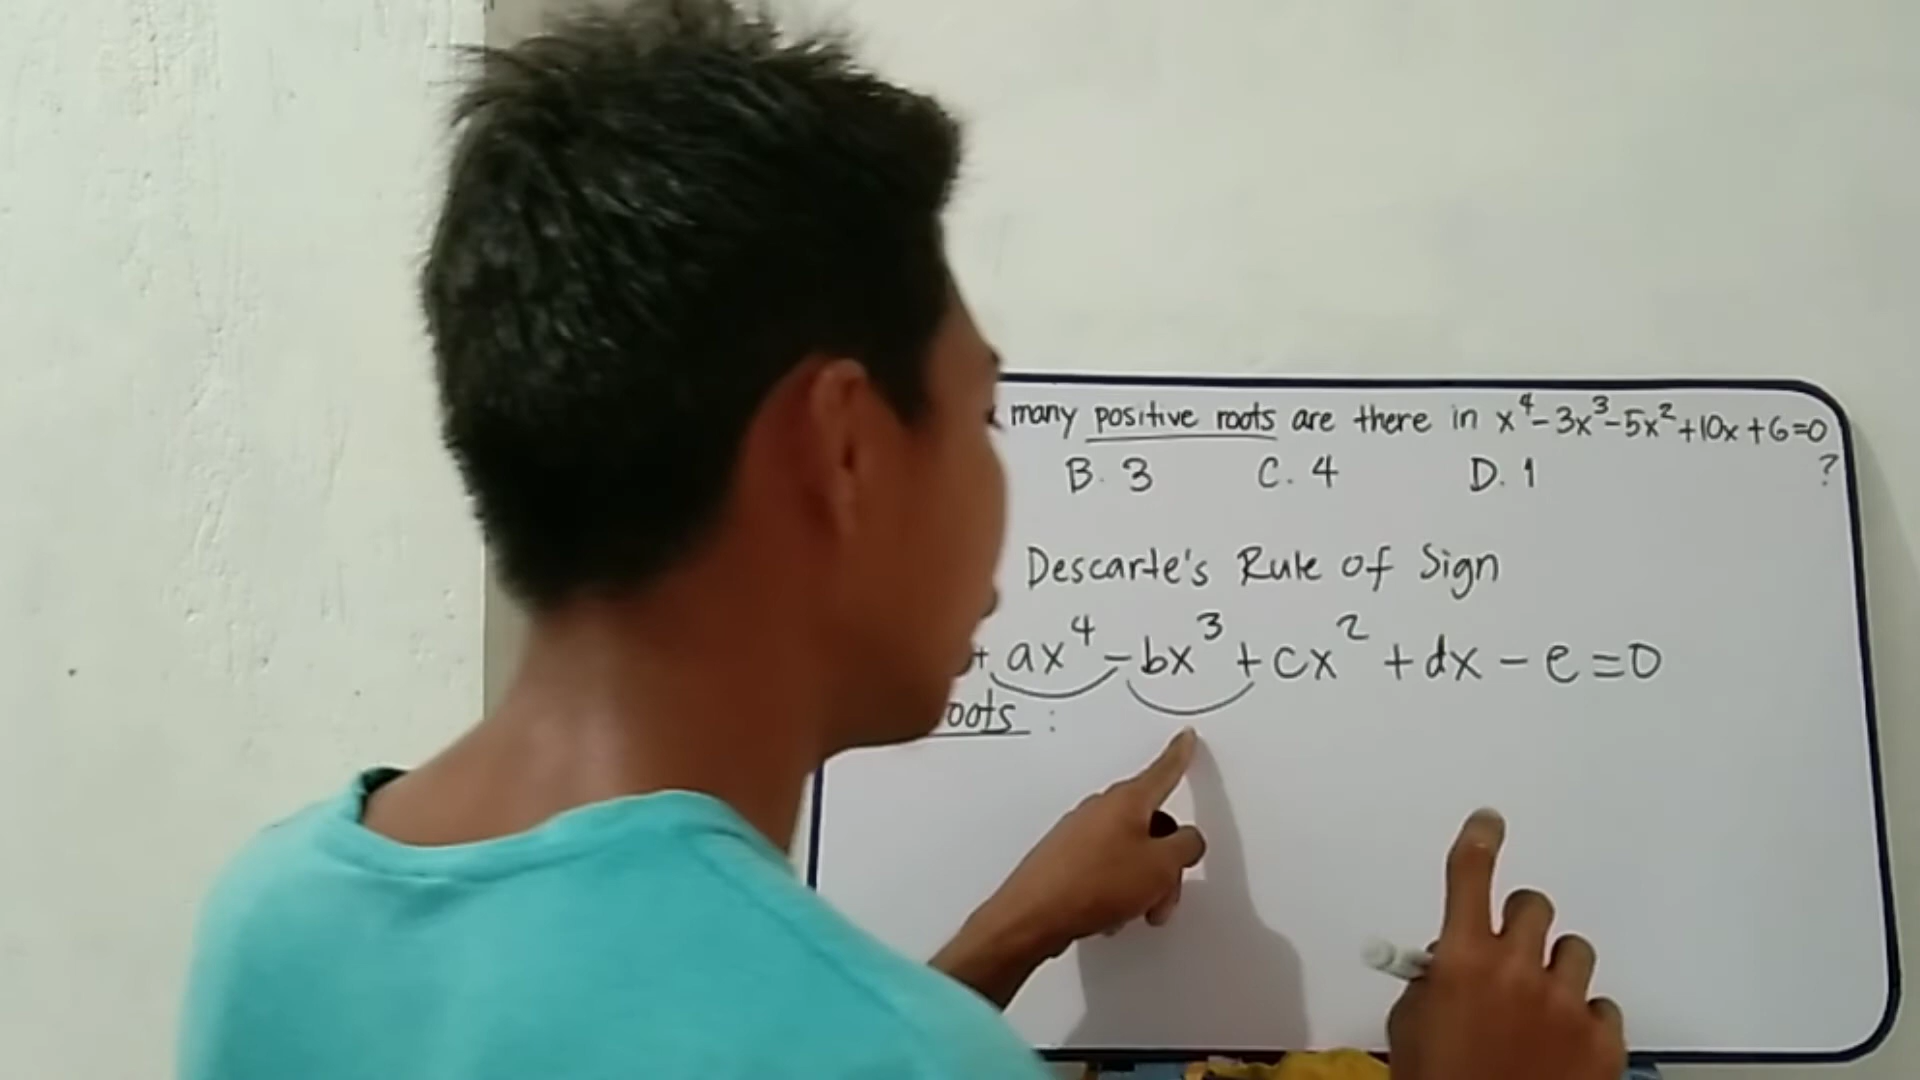 many positive roots are there in x⁴-3x³-5x²+10x+6=0
B. 3 C. 4 D. 1 ?
Descarte's Rule of Sign
+ ax⁴ - bx³ + cx² + dx - e = 0
oots :